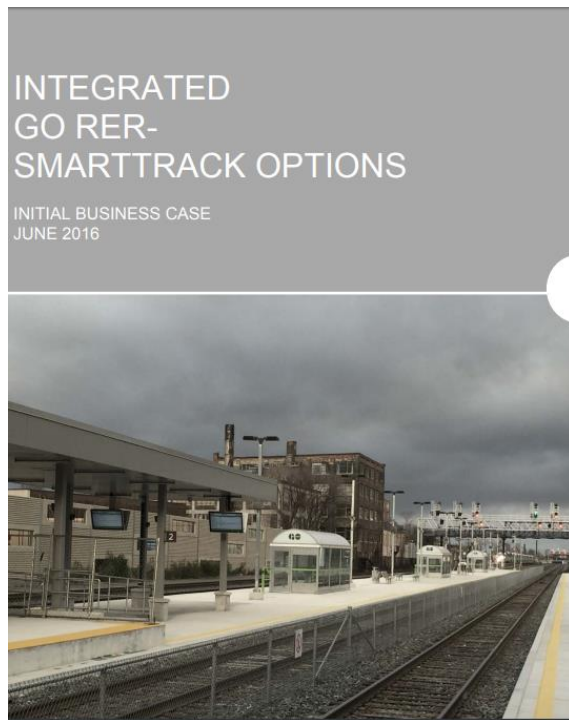 INTEGRATED
GO RER-
SMARTTRACK OPTIONS
INITIAL BUSINESS CASE
JUNE 2016
2
GO